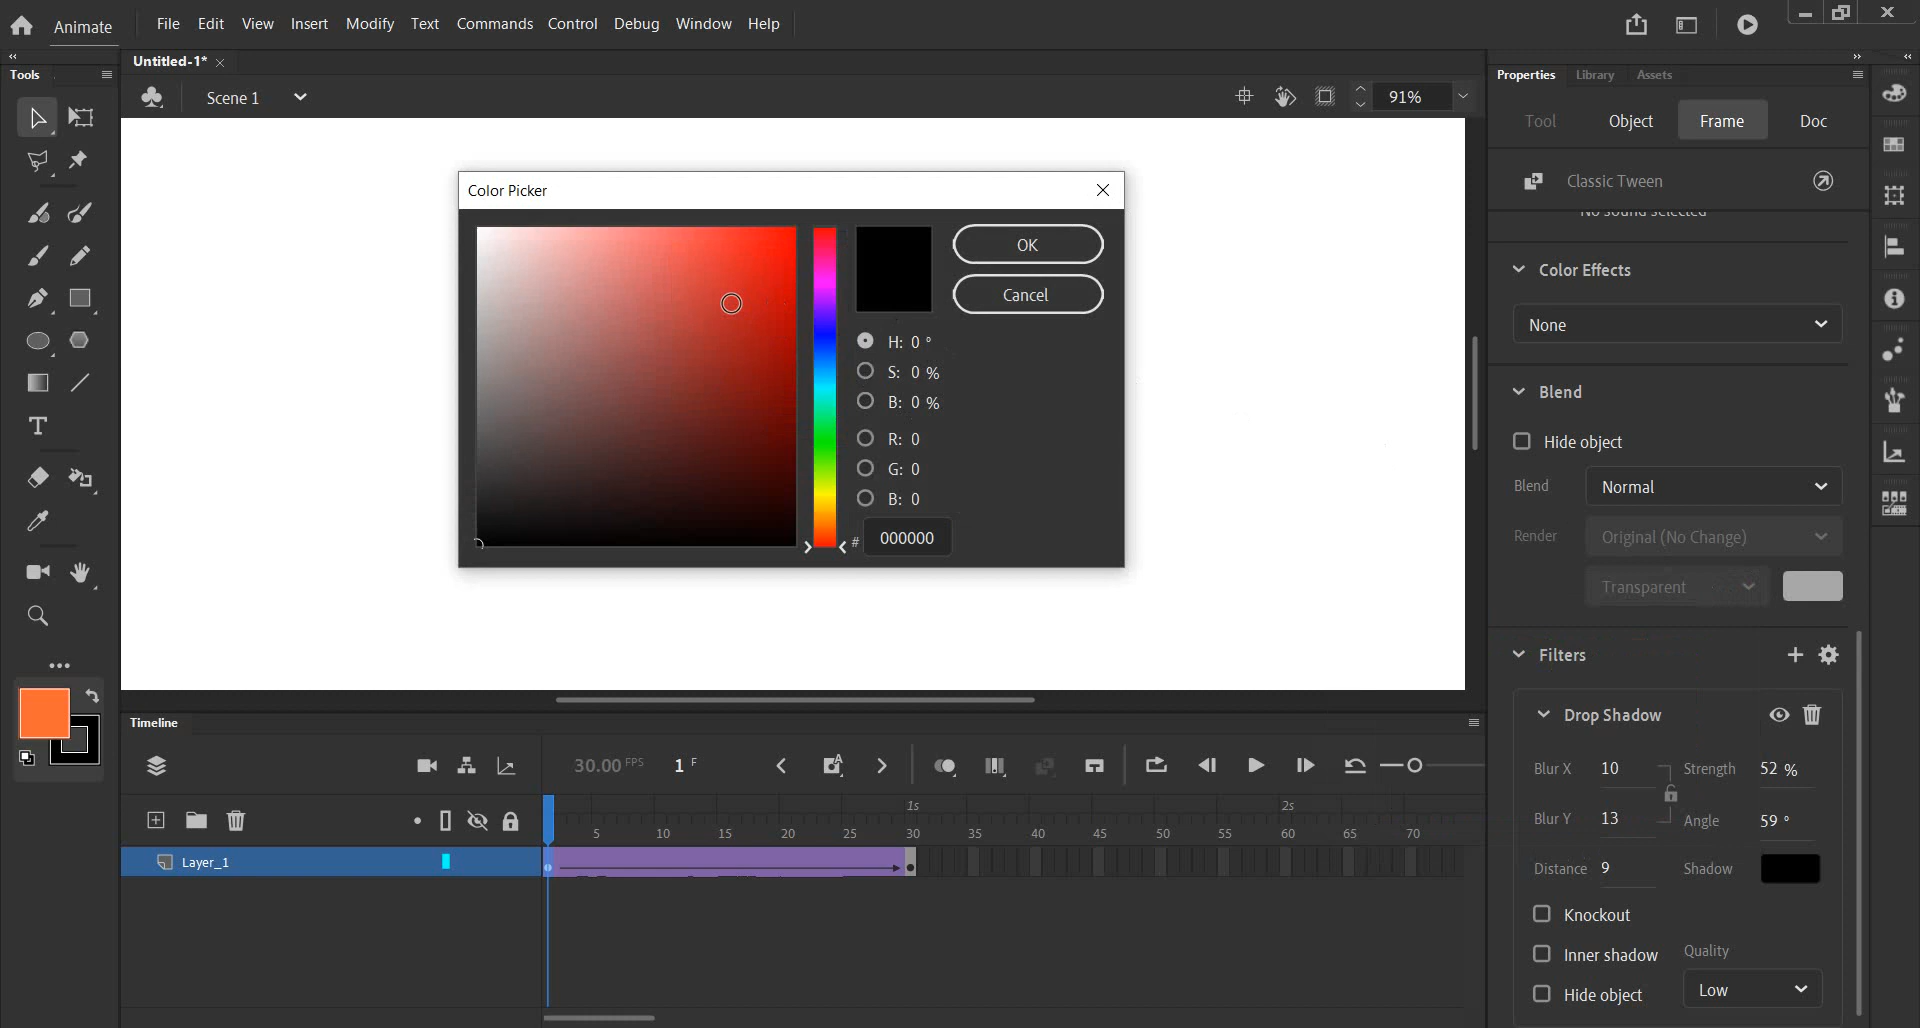 Animate File Edit View Insert Modify Text Commands Control Debug Window Help
Tools
Untitled-1*
Scene 1
91%
Color Picker
OK
Cancel
H: 0 °
S: 0 %
B: 0 %
R: 0
G: 0
B: 0
# 000000
T
Properties Library Assets
Tool Object Frame Doc
Classic Tween
No sound selected
Color Effects
None
Blend
Hide object
Blend Normal
Render Original (No Change)
Transparent
Filters
Drop Shadow
Blur X 10 Strength 52 %
Blur Y 13 Angle 59 °
Distance 9 Shadow
Knockout
Inner shadow Quality
Hide object Low
Timeline
30.00 FPS 1 F
1s 2s
5 10 15 20 25 30 35 40 45 50 55 60 65 70
Layer_1